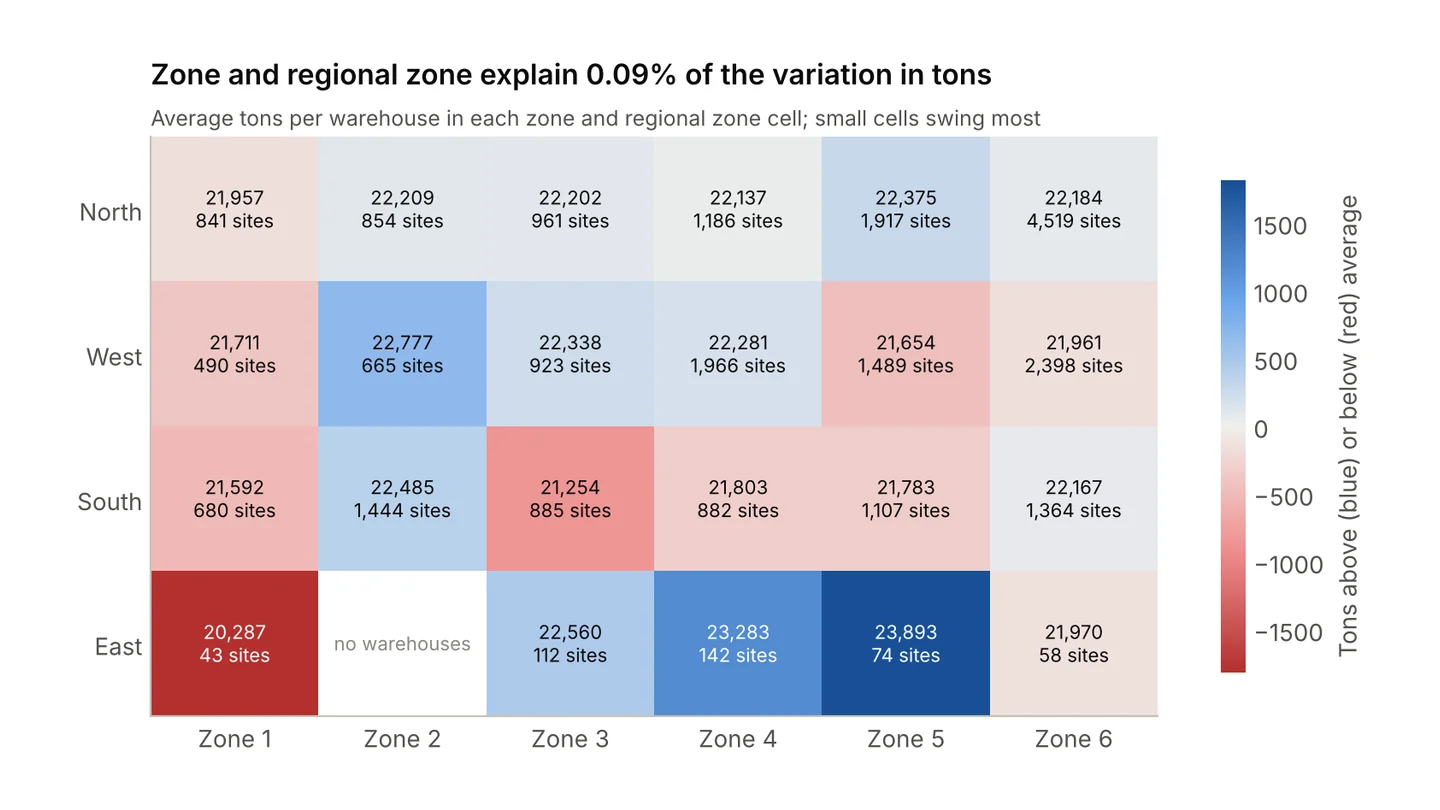 Zone and regional zone explain 0.09% of the variation in tons
Average tons per warehouse in each zone and regional zone cell; small cells swing most
North
21,957
841 sites
22,209
854 sites
22,202
961 sites
22,137
1,186 sites
22,375
1,917 sites
22,184
4,519 sites
West
21,711
490 sites
22,777
665 sites
22,338
923 sites
22,281
1,966 sites
21,654
1,489 sites
21,961
2,398 sites
South
21,592
680 sites
22,485
1,444 sites
21,254
885 sites
21,803
882 sites
21,783
1,107 sites
22,167
1,364 sites
East
20,287
43 sites
no warehouses
22,560
112 sites
23,283
142 sites
23,893
74 sites
21,970
58 sites
Zone 1
Zone 2
Zone 3
Zone 4
Zone 5
Zone 6
1500
1000
500
0
−500
−1000
−1500
Tons above (blue) or below (red) average